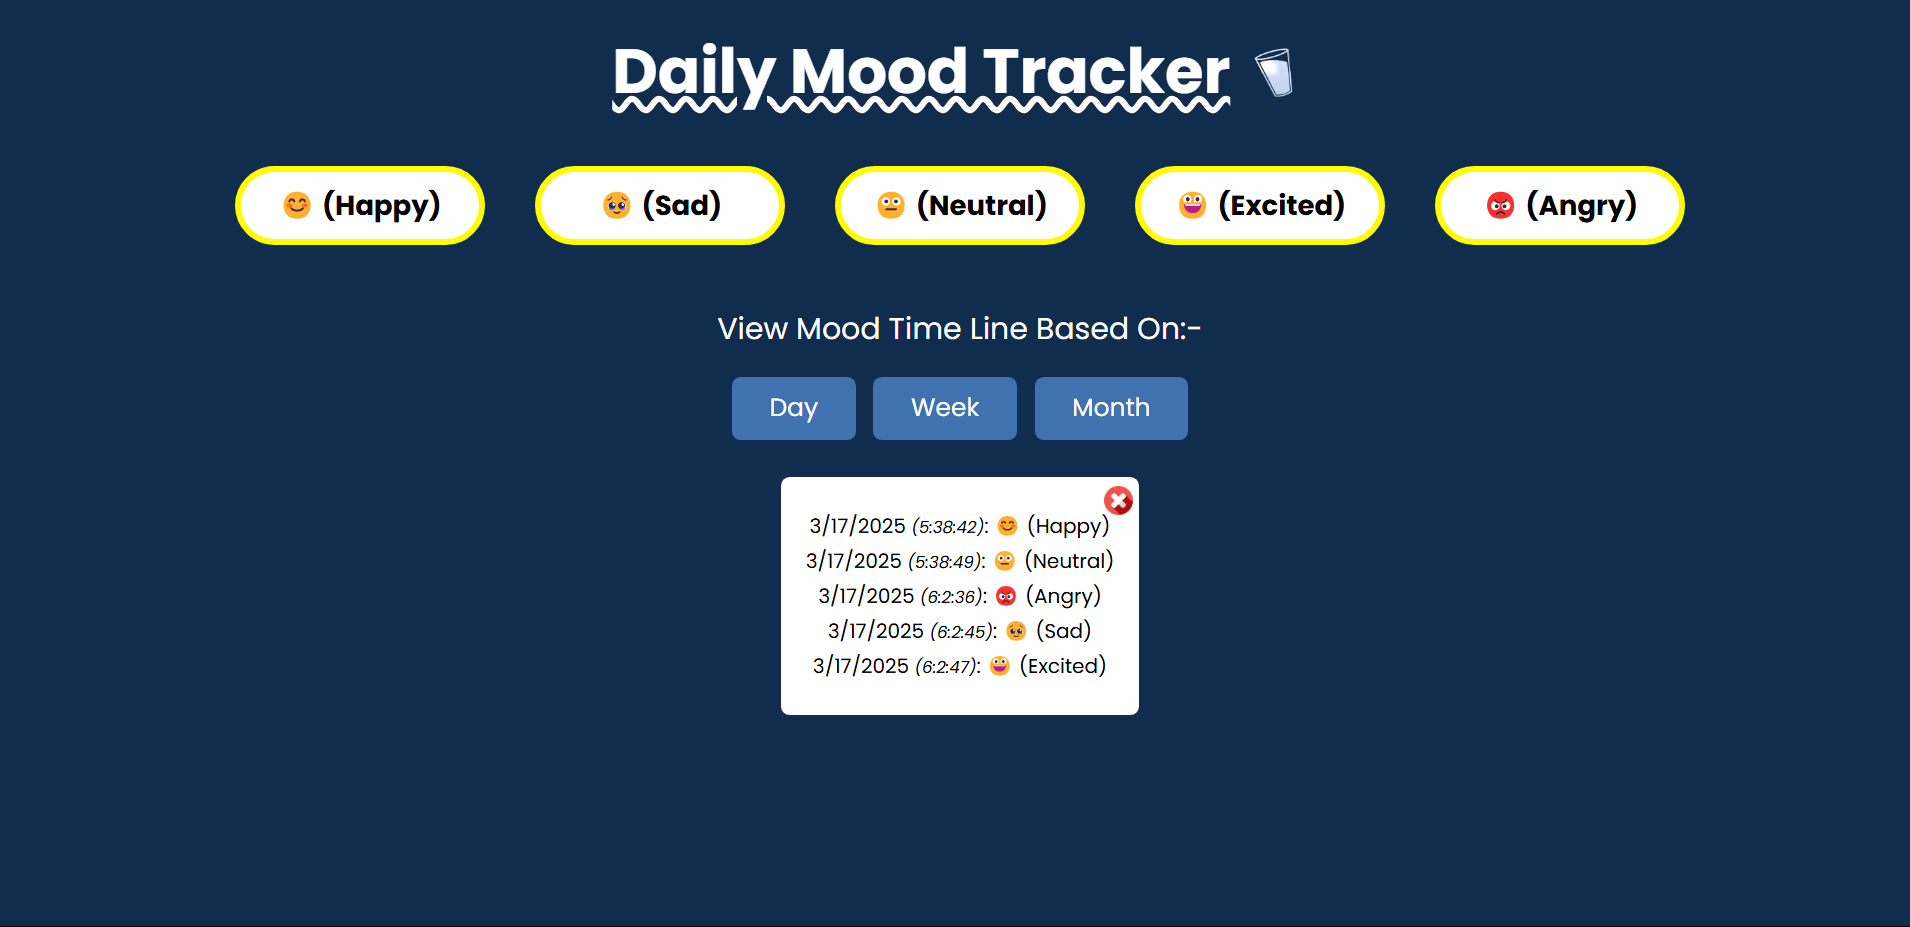 Daily Mood Tracker
😊 (Happy)
🥺 (Sad)
😐 (Neutral)
😃 (Excited)
😡 (Angry)
View Mood Time Line Based On:-
Day
Week
Month
3/17/2025 (5:38:42): 😊 (Happy)
3/17/2025 (5:38:49): 😐 (Neutral)
3/17/2025 (6:2:36): 😡 (Angry)
3/17/2025 (6:2:45): 🥺 (Sad)
3/17/2025 (6:2:47): 😃 (Excited)